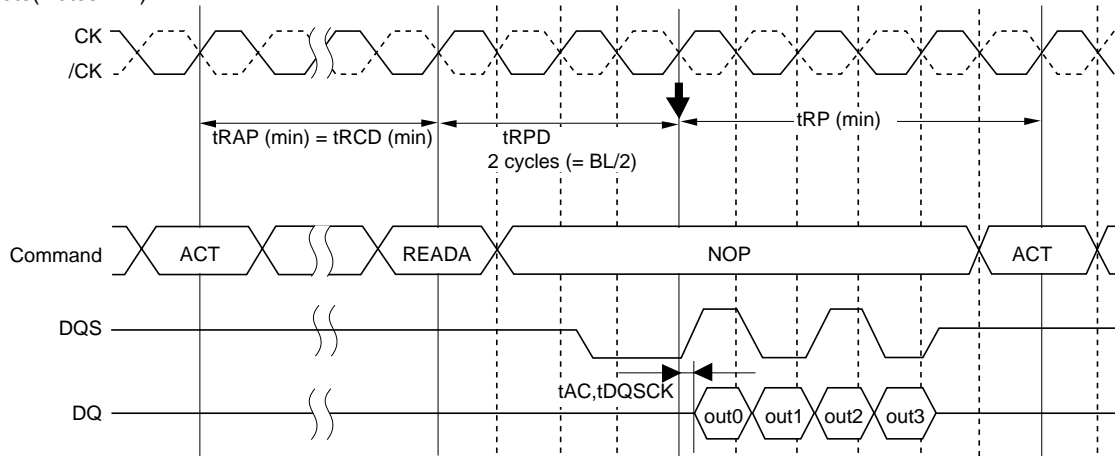 CK
/CK
tRAP (min) = tRCD (min)
tRPD
2 cycles (= BL/2)
tRP (min)
Command
ACT
READA
NOP
ACT
DQS
tAC,tDQSCK
DQ
out0
out1
out2
out3